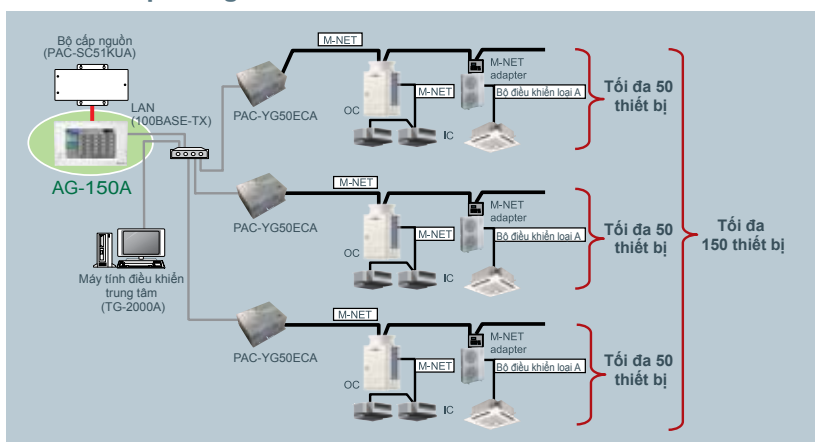 Bộ cấp nguồn
(PAC-SC51KUA)
LAN
(100BASE-TX)
AG-150A
Máy tính điều khiển
trung tâm
(TG-2000A)
PAC-YG50ECA
M-NET
OC
M-NET
IC
M-NET
adapter
Bộ điều khiển loại A
Tối đa 50
thiết bị
PAC-YG50ECA
M-NET
OC
M-NET
IC
M-NET
adapter
Bộ điều khiển loại A
Tối đa 50
thiết bị
PAC-YG50ECA
M-NET
OC
M-NET
IC
M-NET
adapter
Bộ điều khiển loại A
Tối đa 50
thiết bị
Tối đa
150 thiết bị